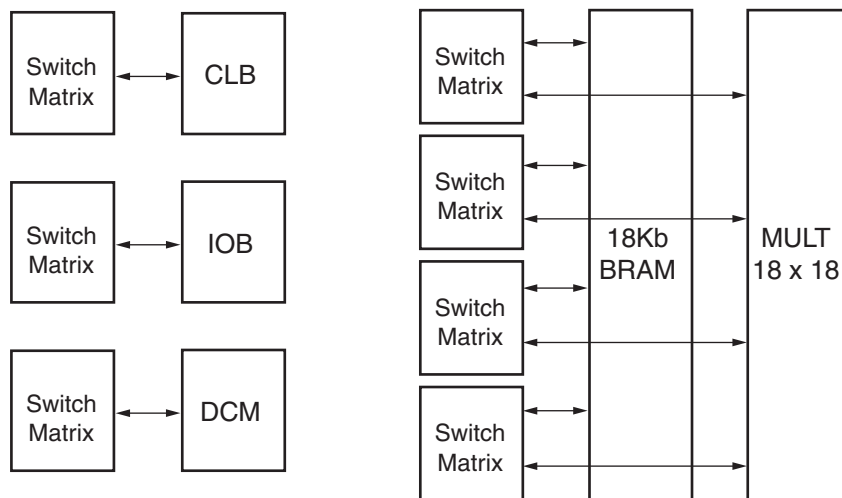 Switch
Matrix
CLB
Switch
Matrix
IOB
Switch
Matrix
DCM
Switch
Matrix
Switch
Matrix
Switch
Matrix
Switch
Matrix
18Kb
BRAM
MULT
18 x 18